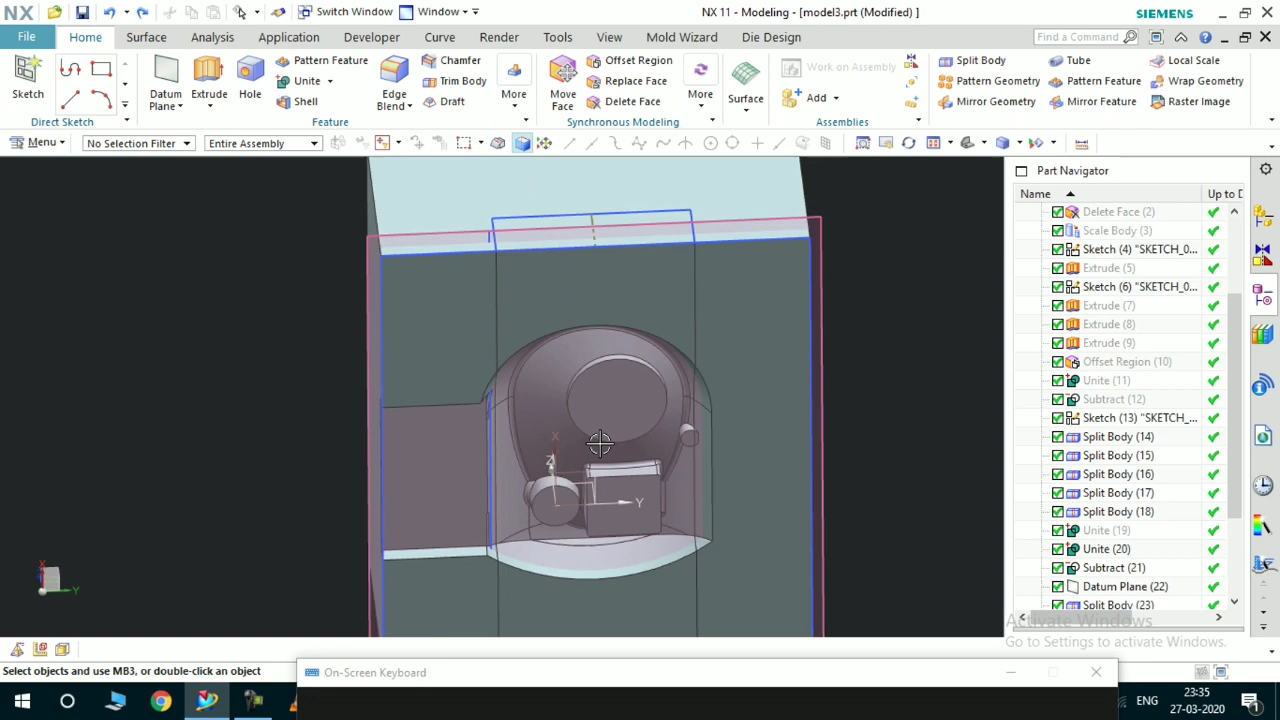 NX
Switch Window
Window
NX 11 - Modeling - [model3.prt (Modified) ]
SIEMENS
File
Home
Surface
Analysis
Application
Developer
Curve
Render
Tools
View
Mold Wizard
Die Design
Find a Command
Sketch
Direct Sketch
Datum Plane
Extrude
Hole
Pattern Feature
Unite
Shell
Edge Blend
Chamfer
Trim Body
Draft
More
Feature
Move Face
Offset Region
Replace Face
Delete Face
More
Synchronous Modeling
Surface
Work on Assembly
Add
Assemblies
Split Body
Pattern Geometry
Mirror Geometry
Tube
Pattern Feature
Mirror Feature
Local Scale
Wrap Geometry
Raster Image
Menu
No Selection Filter
Entire Assembly
Part Navigator
Name
Up to D
Delete Face (2)
Scale Body (3)
Sketch (4) "SKETCH_0...
Extrude (5)
Sketch (6) "SKETCH_0...
Extrude (7)
Extrude (8)
Extrude (9)
Offset Region (10)
Unite (11)
Subtract (12)
Sketch (13) "SKETCH_...
Split Body (14)
Split Body (15)
Split Body (16)
Split Body (17)
Split Body (18)
Unite (19)
Unite (20)
Subtract (21)
Datum Plane (22)
Split Body (23)
X
Z
Y
X
Y
Activate Windows
Go to Settings to activate Windows.
Select objects and use MB3, or double-click an object
On-Screen Keyboard
ENG
23:35
27-03-2020